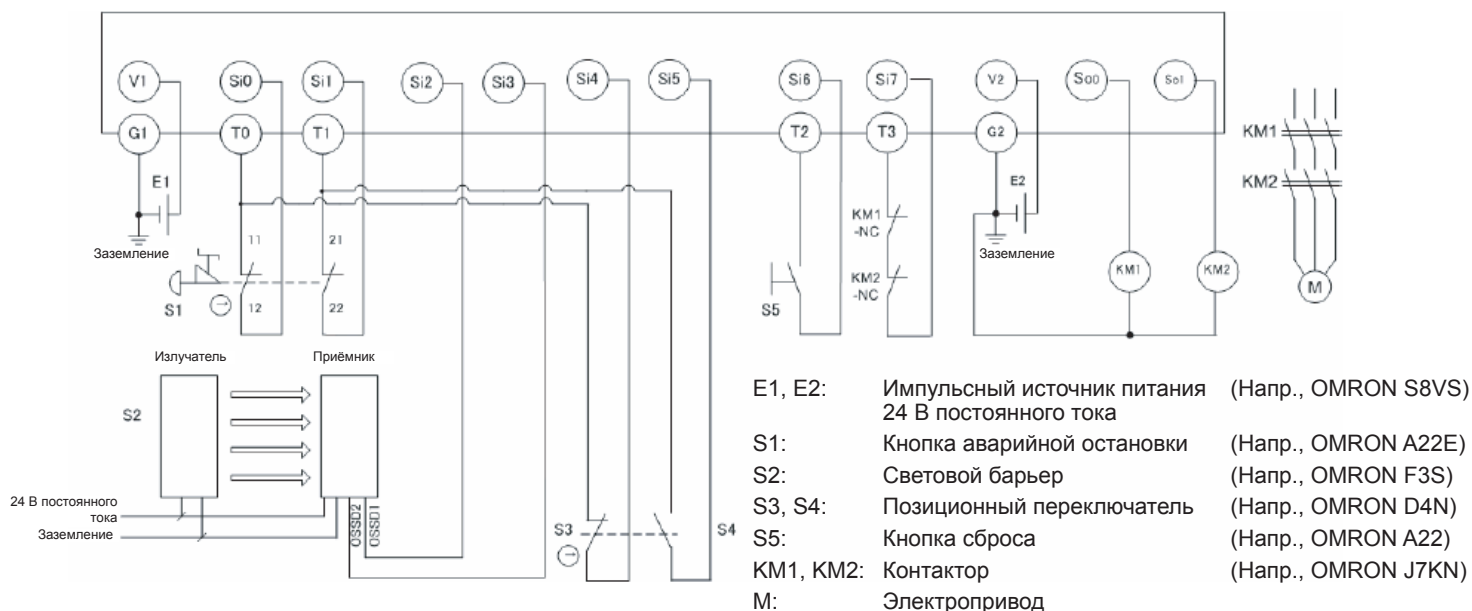 V1 Si0 Si1 Si2 Si3 Si4 Si5 Si6 Si7 V2 So0 So1
G1 T0 T1 T2 T3 G2
KM1
KM2
M
E1
Заземление
11 21
12 22
S1
KM1
-NC
KM2
-NC
S5
E2
Заземление
KM1 KM2
Излучатель Приёмник
S2
24 В постоянного
тока
Заземление
OSSD2
OSSD1
S3 S4
E1, E2: Импульсный источник питания (Напр., OMRON S8VS)
24 В постоянного тока
S1: Кнопка аварийной остановки (Напр., OMRON A22E)
S2: Световой барьер (Напр., OMRON F3S)
S3, S4: Позиционный переключатель (Напр., OMRON D4N)
S5: Кнопка сброса (Напр., OMRON A22)
KM1, KM2: Контактор (Напр., OMRON J7KN)
M: Электропривод